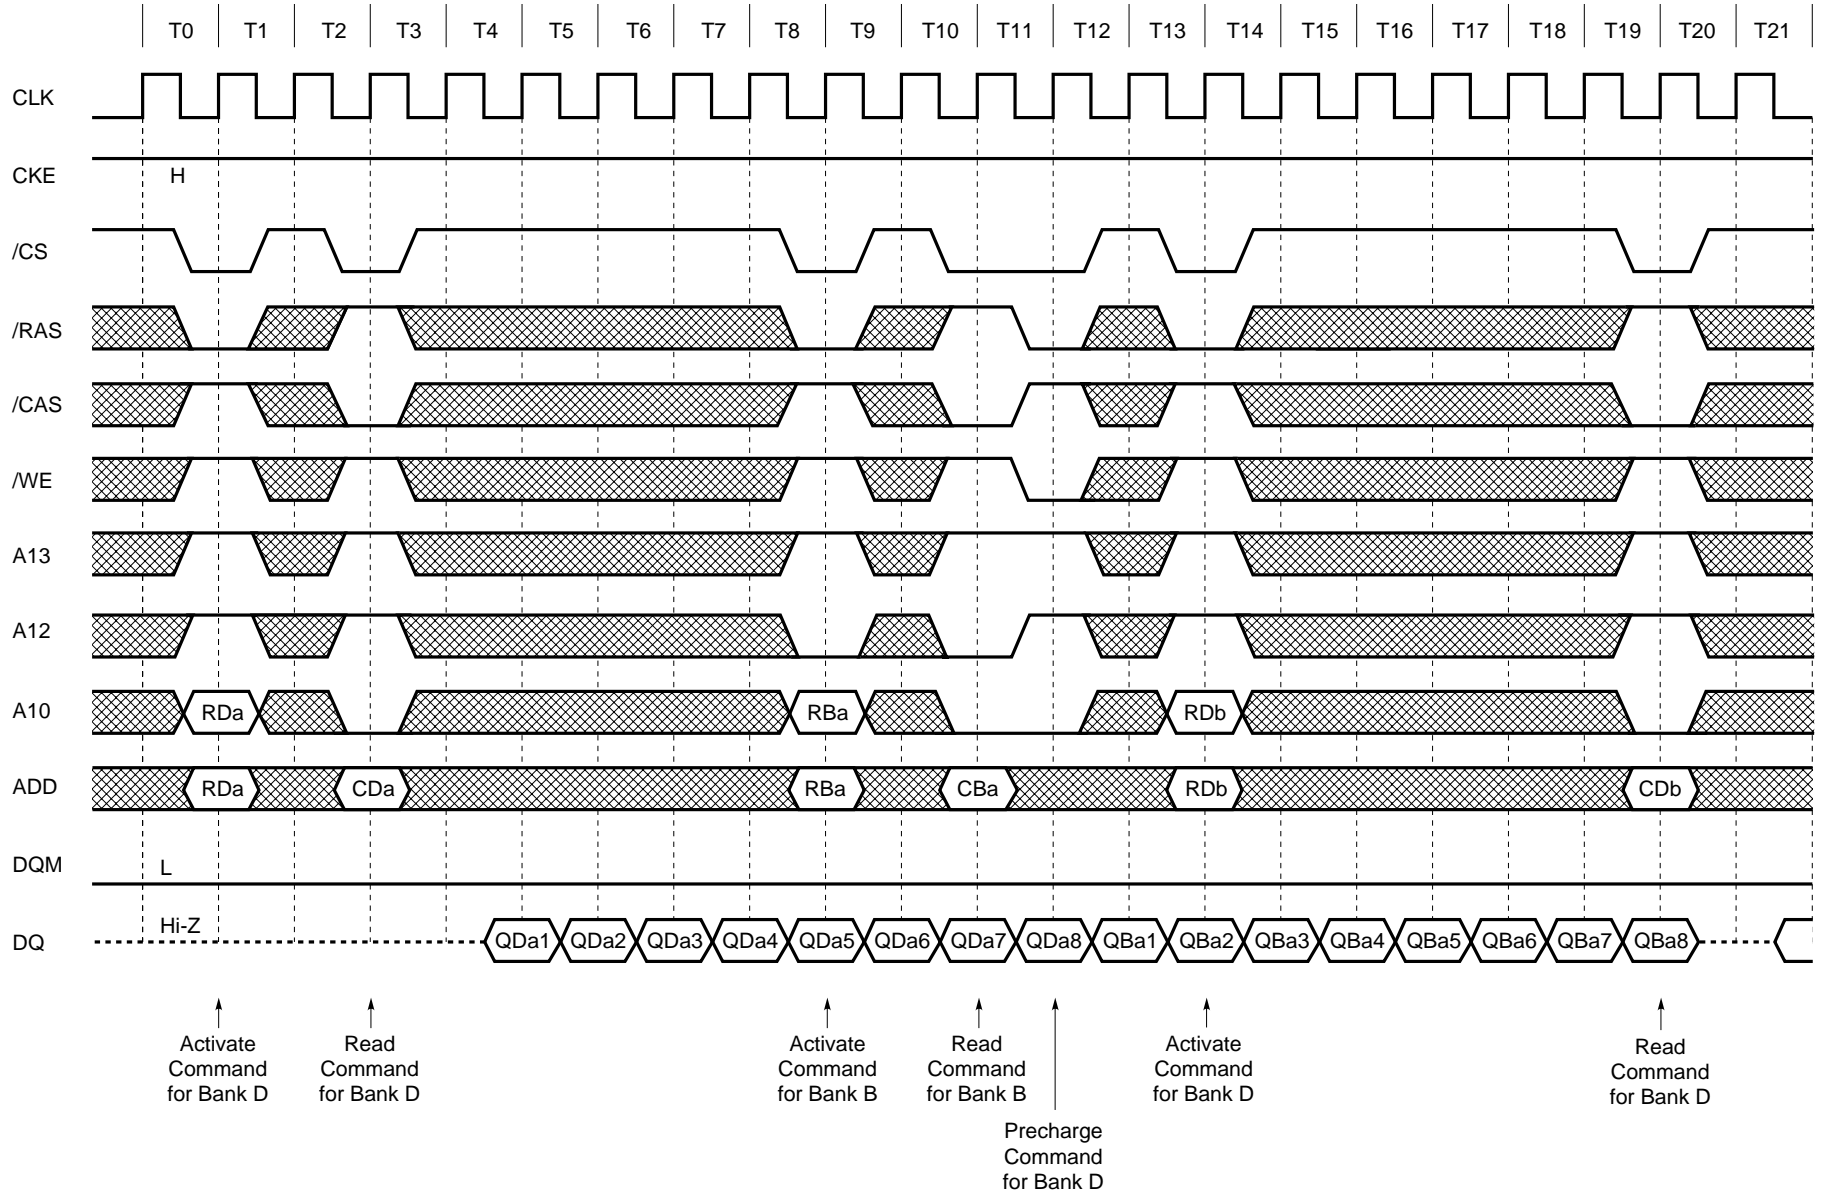 T0 T1 T2 T3 T4 T5 T6 T7 T8 T9 T10 T11 T12 T13 T14 T15 T16 T17 T18 T19 T20 T21
CLK
CKE H
/CS
/RAS
/CAS
/WE
A13
A12
A10 RDa RBa RDb
ADD RDa CDa RBa CBa RDb CDb
DQM L
DQ Hi-Z QDa1 QDa2 QDa3 QDa4 QDa5 QDa6 QDa7 QDa8 QBa1 QBa2 QBa3 QBa4 QBa5 QBa6 QBa7 QBa8
Activate
Command
for Bank D
Read
Command
for Bank D
Activate
Command
for Bank B
Read
Command
for Bank B
Precharge
Command
for Bank D
Activate
Command
for Bank D
Read
Command
for Bank D